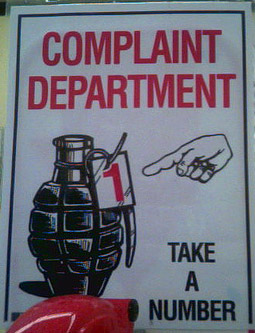 COMPLAINT
DEPARTMENT
1
TAKE
A
NUMBER